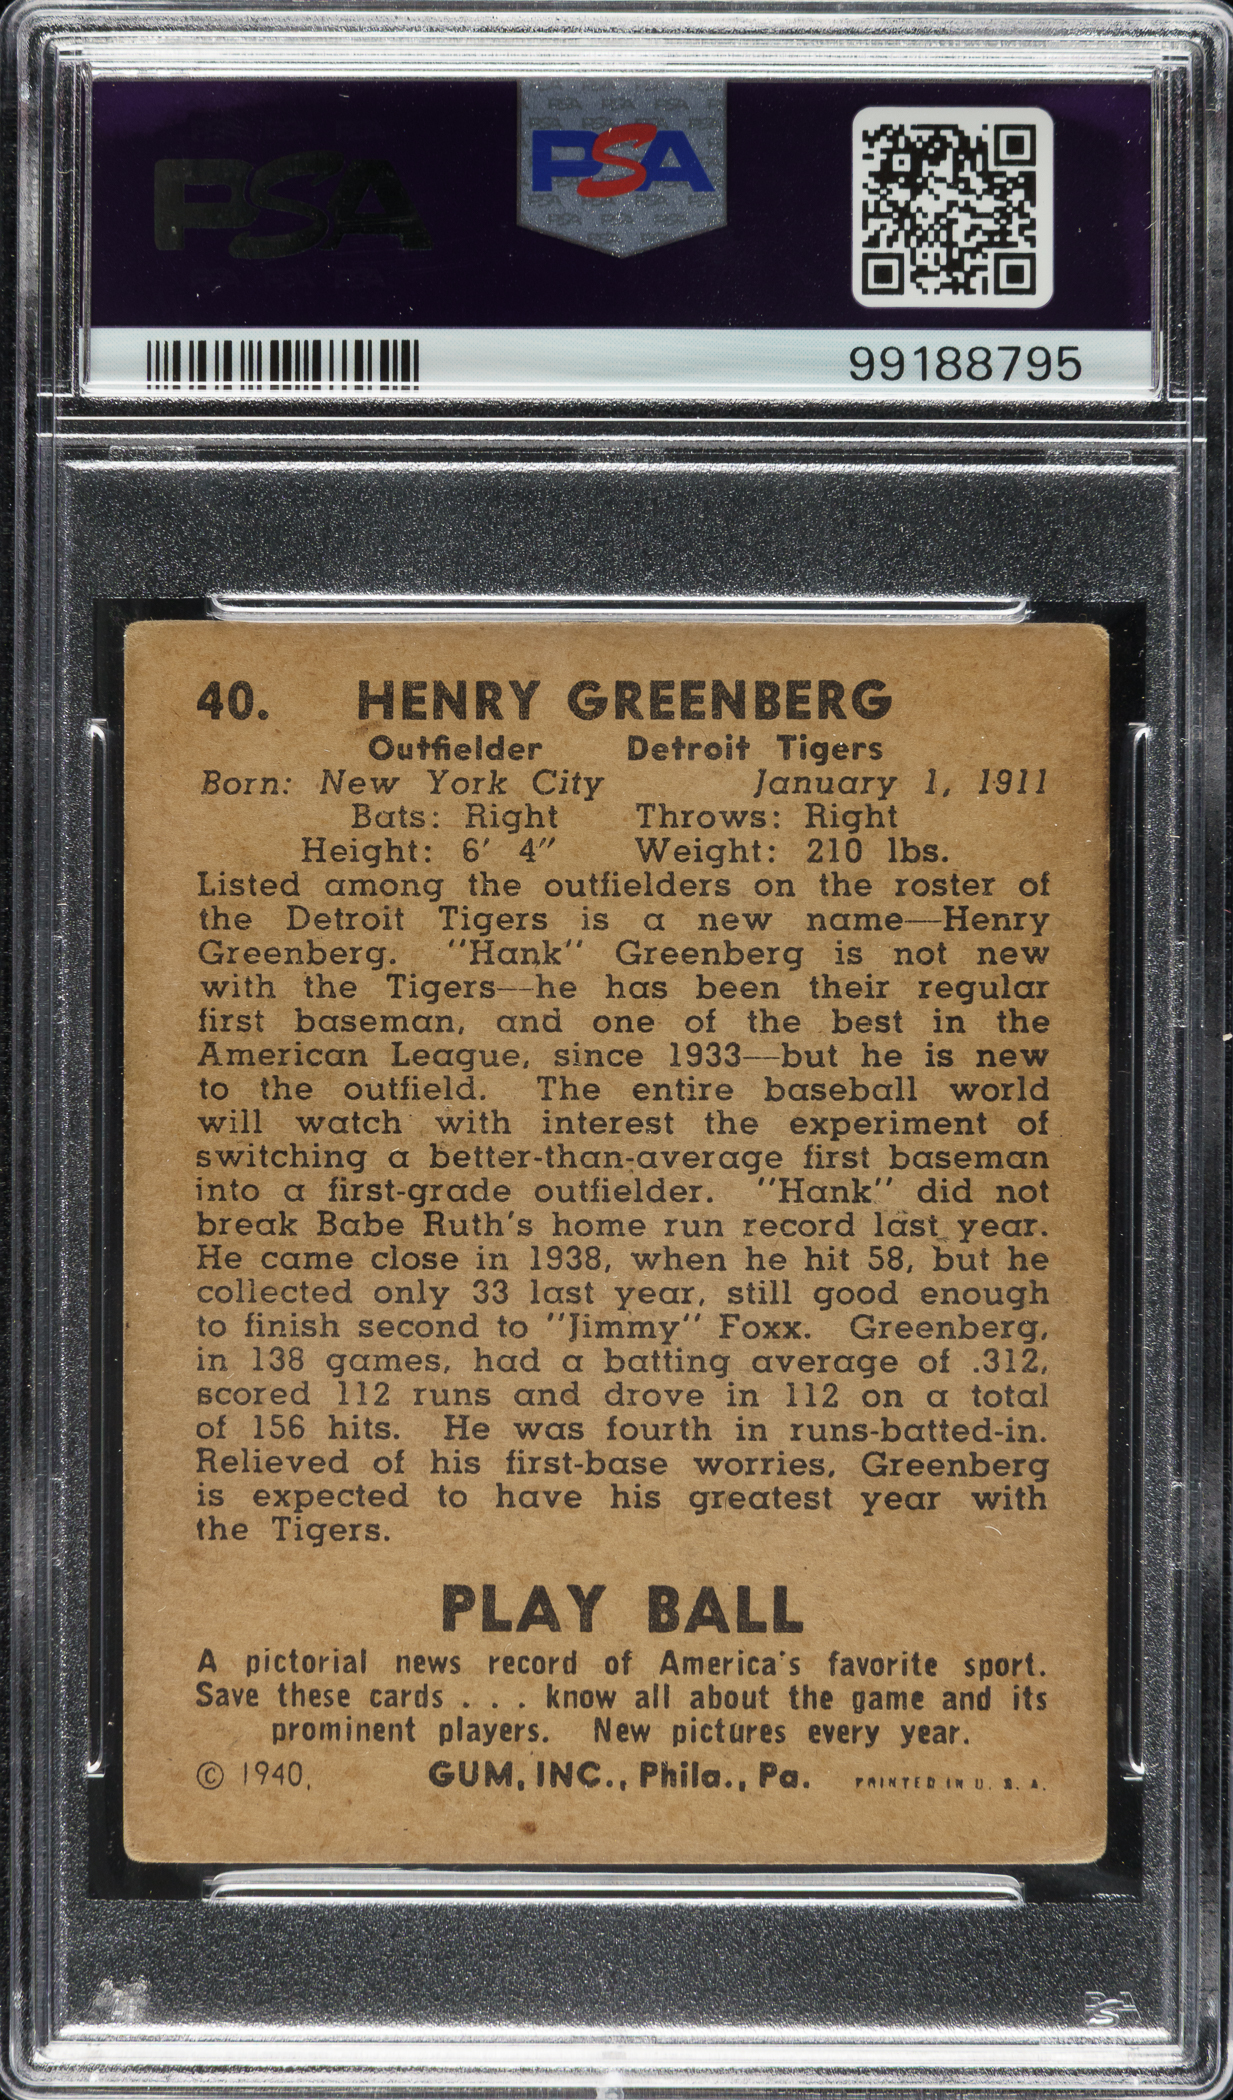 PSA
PSA
99188795
40. HENRY GREENBERG
Outfielder Detroit Tigers
Born: New York City January 1, 1911
Bats: Right Throws: Right
Height: 6' 4" Weight: 210 lbs.
Listed among the outfielders on the roster of
the Detroit Tigers is a new name—Henry
Greenberg. "Hank" Greenberg is not new
with the Tigers—he has been their regular
first baseman, and one of the best in the
American League, since 1933—but he is new
to the outfield. The entire baseball world
will watch with interest the experiment of
switching a better-than-average first baseman
into a first-grade outfielder. "Hank" did not
break Babe Ruth's home run record last year.
He came close in 1938, when he hit 58, but he
collected only 33 last year, still good enough
to finish second to "Jimmy" Foxx. Greenberg,
in 138 games, had a batting average of .312,
scored 112 runs and drove in 112 on a total
of 156 hits. He was fourth in runs-batted-in.
Relieved of his first-base worries, Greenberg
is expected to have his greatest year with
the Tigers.
PLAY BALL
A pictorial news record of America's favorite sport.
Save these cards . . . know all about the game and its
prominent players. New pictures every year.
© 1940, GUM, INC., Phila., Pa. PRINTED IN U. S. A.
PSA